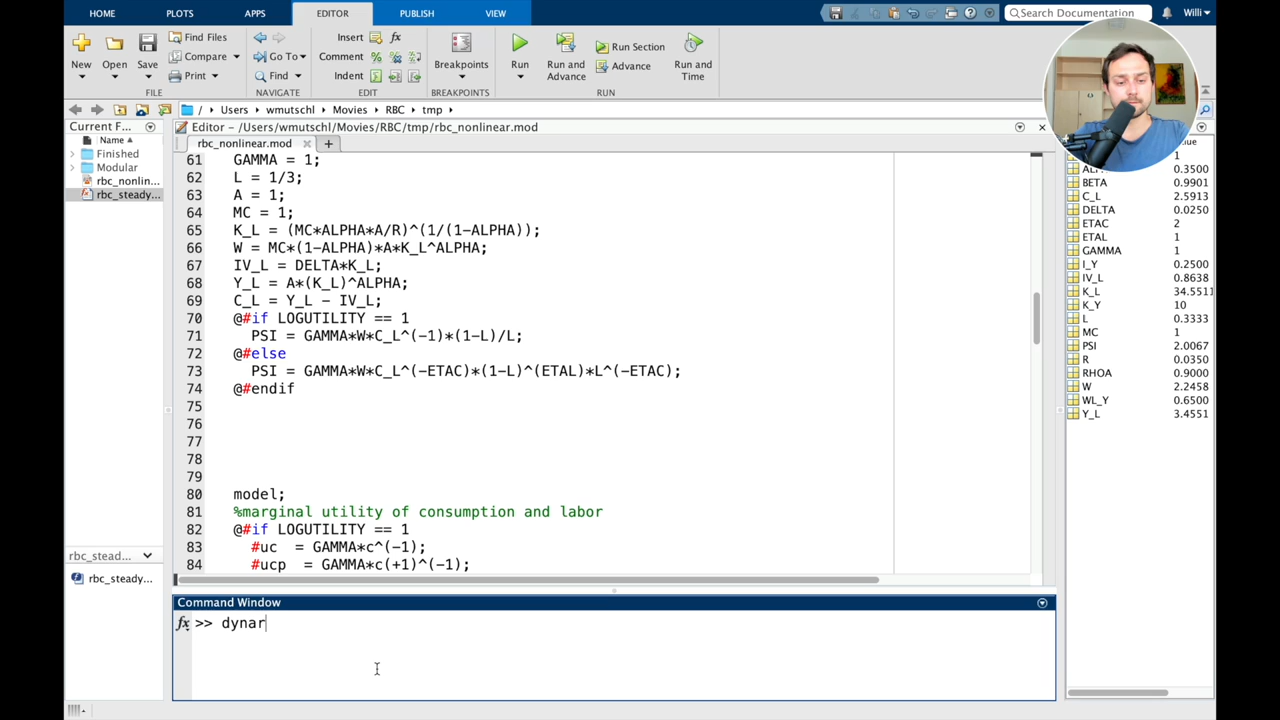 HOME
PLOTS
APPS
EDITOR
PUBLISH
VIEW
Search Documentation
Willi
New
Open
Save
Find Files
Compare
Print
Go To
Find
Insert
Comment
Indent
fx
Breakpoints
Run
Run and
Advance
Run Section
Advance
Run and
Time
FILE
NAVIGATE
EDIT
BREAKPOINTS
RUN
/ Users wmutschl Movies RBC tmp
Current F...
Name
Finished
Modular
rbc_nonlin...
rbc_steady...
Editor - /Users/wmutschl/Movies/RBC/tmp/rbc_nonlinear.mod
rbc_nonlinear.mod
61 GAMMA = 1;
62 L = 1/3;
63 A = 1;
64 MC = 1;
65 K_L = (MC*ALPHA*A/R)^(1/(1-ALPHA));
66 W = MC*(1-ALPHA)*A*K_L^ALPHA;
67 IV_L = DELTA*K_L;
68 Y_L = A*(K_L)^ALPHA;
69 C_L = Y_L - IV_L;
70 @#if LOGUTILITY == 1
71 PSI = GAMMA*W*C_L^(-1)*(1-L)/L;
72 @#else
73 PSI = GAMMA*W*C_L^(-ETAC)*(1-L)^(ETAL)*L^(-ETAC);
74 @#endif
75
76
77
78
79
80 model;
81 %marginal utility of consumption and labor
82 @#if LOGUTILITY == 1
83 #uc = GAMMA*c^(-1);
84 #ucp = GAMMA*c(+1)^(-1);
rbc_stead...
rbc_steady...
Command Window
fx >> dynar
1
0.3500
BETA 0.9901
C_L 2.5913
DELTA 0.0250
ETAC 2
ETAL 1
GAMMA 1
I_Y 0.2500
IV_L 0.8638
K_L 34.5511
K_Y 10
L 0.3333
MC 1
PSI 2.0067
R 0.0350
RHOA 0.9000
W 2.2458
WL_Y 0.6500
Y_L 3.4551